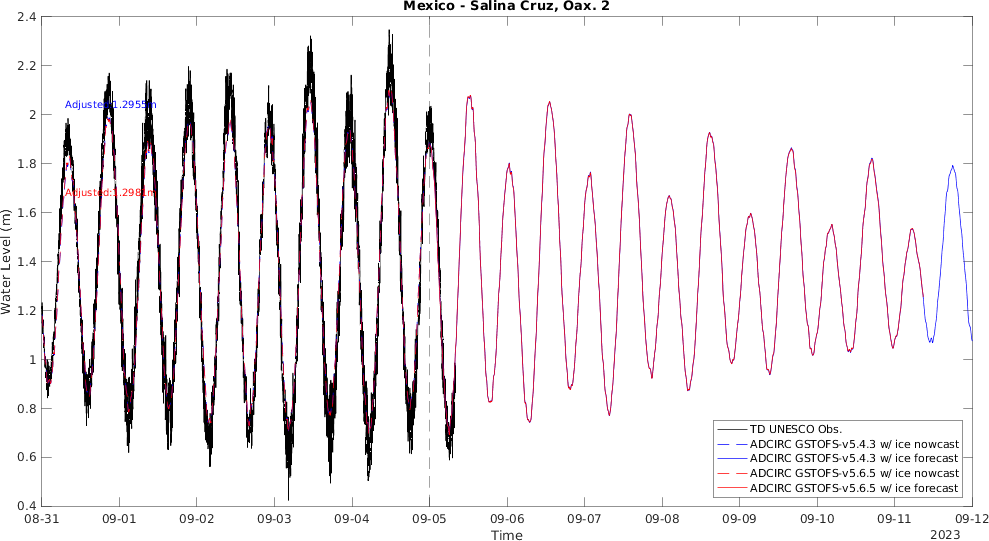 Mexico - Salina Cruz, Oax. 2
2.4
2.2
2
1.8
1.6
1.4
1.2
1
0.8
0.6
0.4
Water Level (m)
Adjusted:1.2955m
Adjusted:1.2981m
TD UNESCO Obs.
ADCIRC GSTOFS-v5.4.3 w/ ice nowcast
ADCIRC GSTOFS-v5.4.3 w/ ice forecast
ADCIRC GSTOFS-v5.6.5 w/ ice nowcast
ADCIRC GSTOFS-v5.6.5 w/ ice forecast
08-31 09-01 09-02 09-03 09-04 09-05 09-06 09-07 09-08 09-09 09-10 09-11 09-12
Time
2023